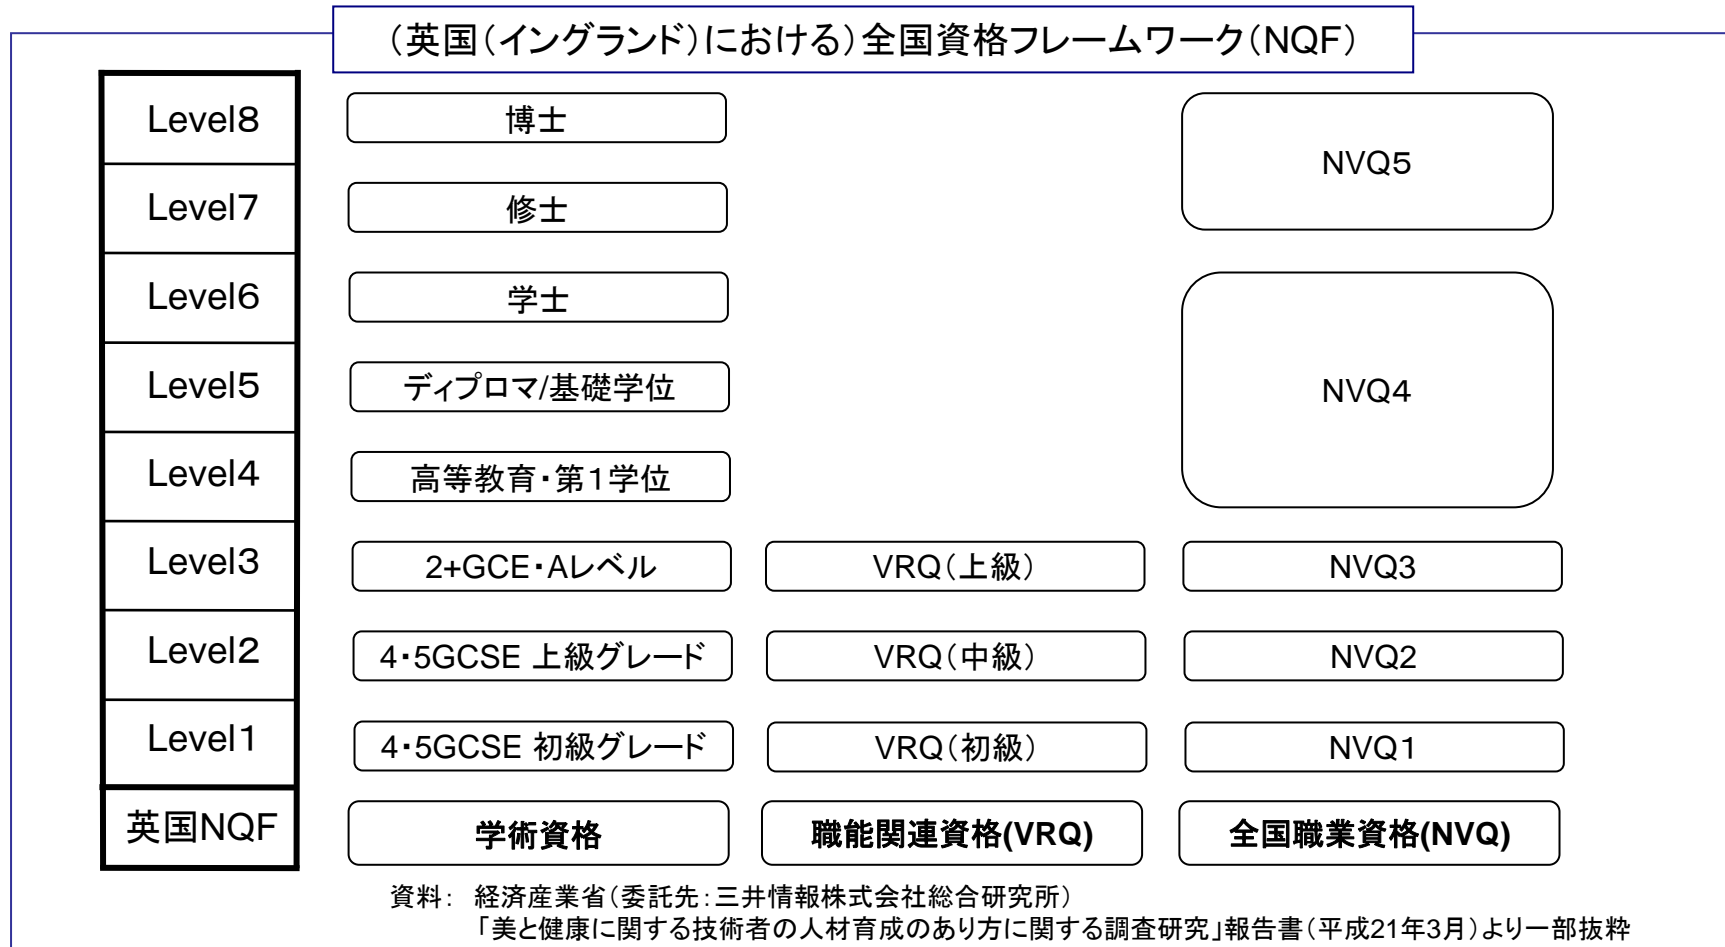 （英国（イングランド）における）全国資格フレームワーク（NQF）
Level8 博士
NVQ5
Level7 修士
Level6 学士
Level5 ディプロマ/基礎学位 NVQ4
Level4 高等教育・第１学位
Level3 2+GCE・Aレベル VRQ（上級） NVQ3
Level2 4・5GCSE 上級グレード VRQ（中級） NVQ2
Level1 4・5GCSE 初級グレード VRQ（初級） NVQ1
英国NQF 学術資格 職能関連資格(VRQ) 全国職業資格(NVQ)
資料： 経済産業省（委託先：三井情報株式会社総合研究所）
「美と健康に関する技術者の人材育成のあり方に関する調査研究」報告書（平成21年3月）より一部抜粋